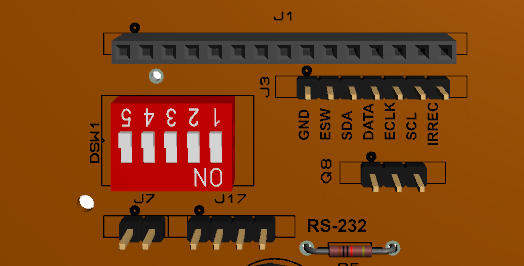 J1
J3
GND ESW SDA DATA ECLK SCL IRREC
DSW1
5 4 3 2 1
ON
Q8
J7
J17
RS-232